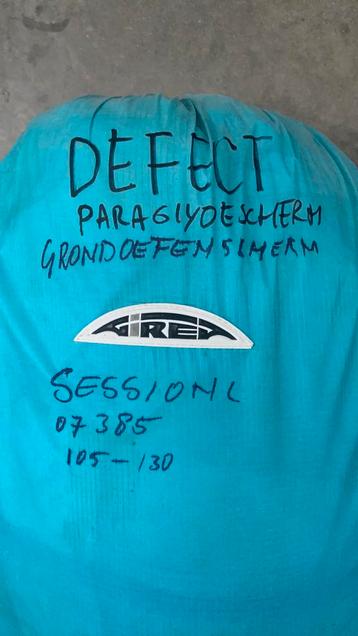 DEFECT
PARAGLYDESCHERM
GRONDOEFENSCHERM
AIREA
SESSION L
07385
105-130